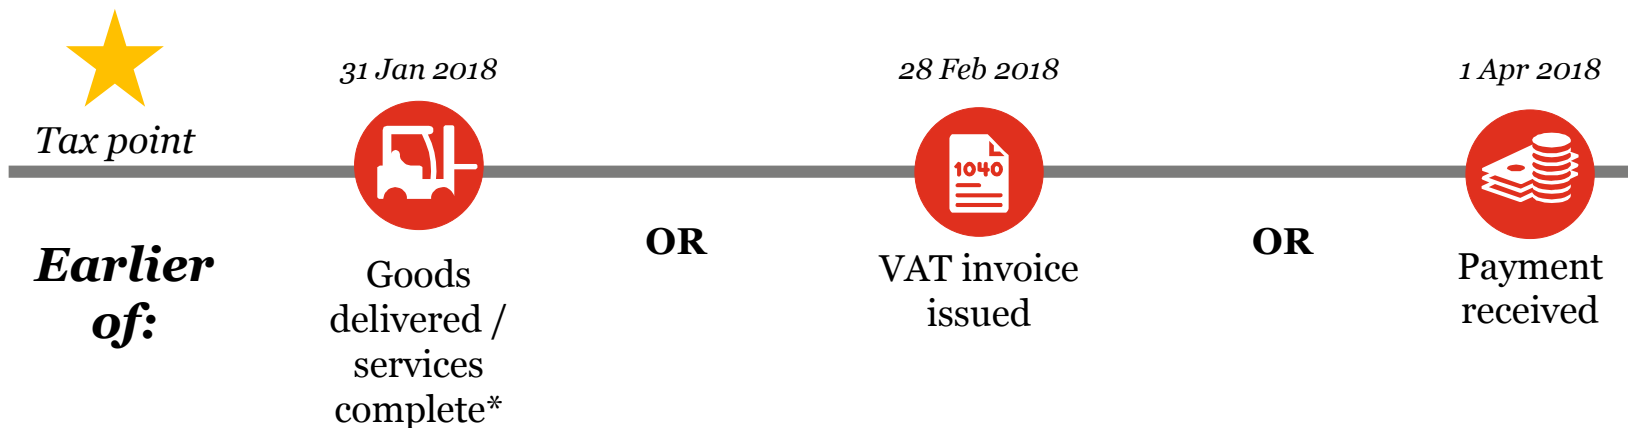 Tax point
Earlier
of:
31 Jan 2018
Goods
delivered /
services
complete*
OR
28 Feb 2018
1040
VAT invoice
issued
OR
1 Apr 2018
Payment
received